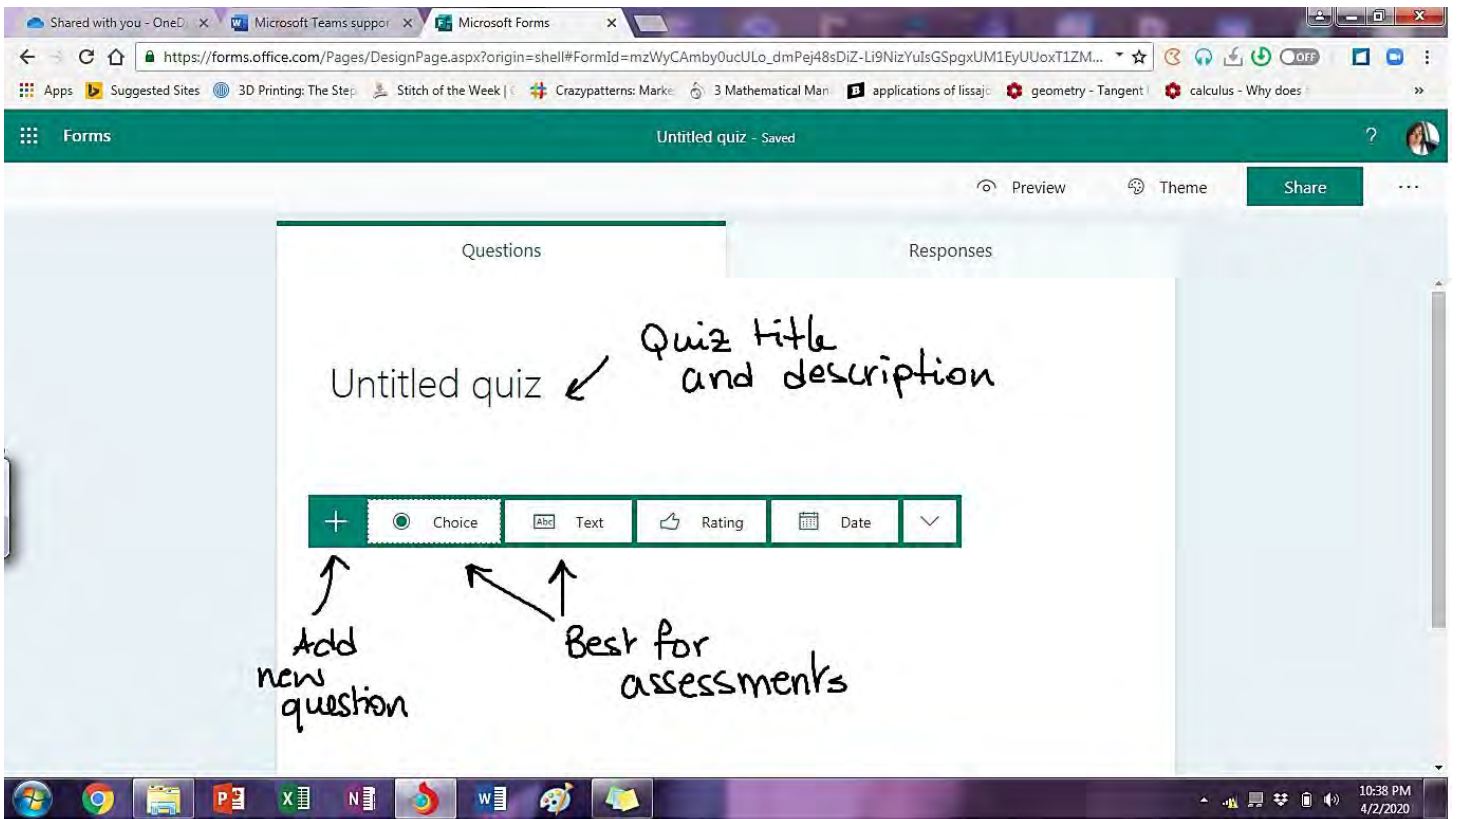 Shared with you - OneD
Microsoft Teams suppor
Microsoft Forms
https://forms.office.com/Pages/DesignPage.aspx?origin=shell#FormId=mzWyCAmby0ucULo_dmPej48sDiZ-Li9NizYuIsGSpgxUM1EyUUoxT1ZM...
OFF
Apps Suggested Sites 3D Printing: The Step Stitch of the Week | Crazypatterns: Marke 3 Mathematical Man applications of lissajo geometry - Tangent calculus - Why does »
Forms
Untitled quiz - Saved
?
Preview
Theme
Share
...
Questions
Responses
Quiz title
and description
Untitled quiz
Choice
Abc Text
Rating
Date
Add
new
question
Best for
assessments
10:38 PM
4/2/2020